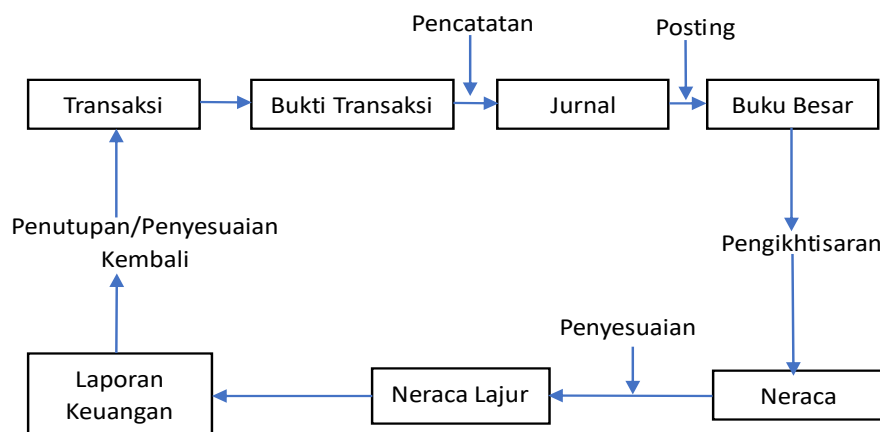 Pencatatan
Posting
Transaksi
Bukti Transaksi
Jurnal
Buku Besar
Penutupan/Penyesuaian
Kembali
Pengikhtisaran
Penyesuaian
Laporan
Keuangan
Neraca Lajur
Neraca